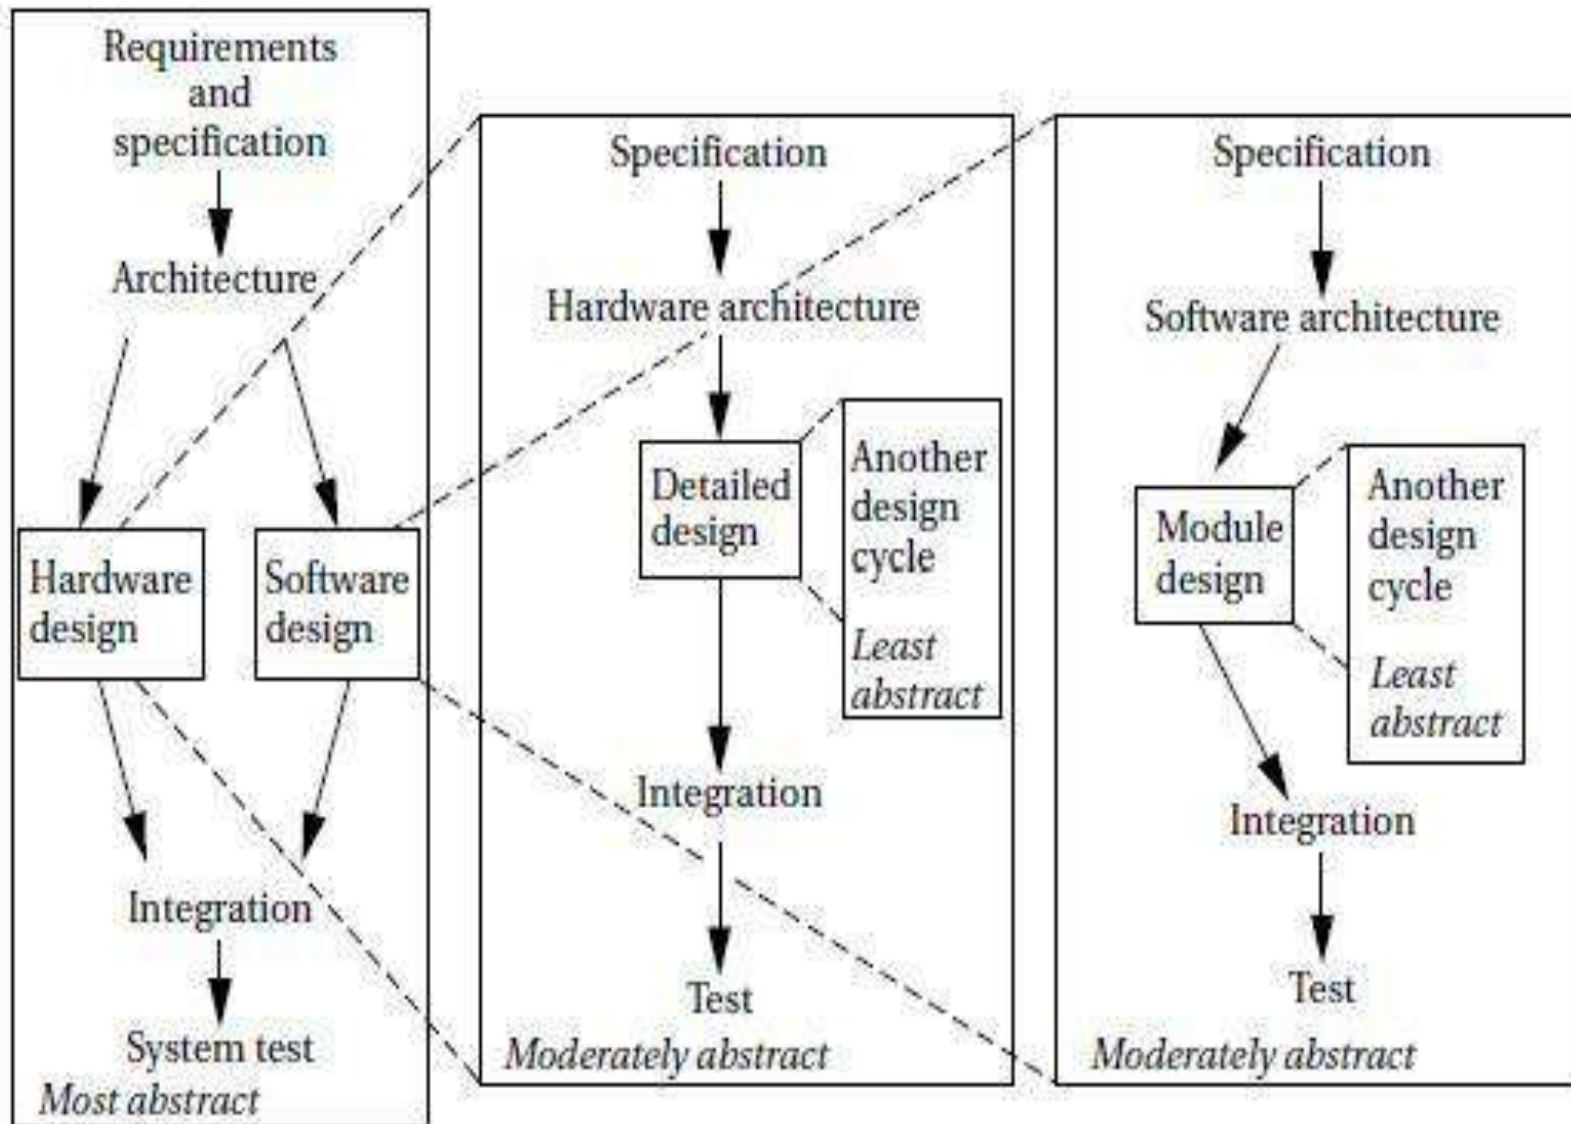 Requirements
and
specification
Architecture
Hardware
design
Software
design
Integration
System test
Most abstract
Specification
Hardware architecture
Detailed
design
Another
design
cycle
Least
abstract
Integration
Test
Moderately abstract
Specification
Software architecture
Module
design
Another
design
cycle
Least
abstract
Integration
Test
Moderately abstract